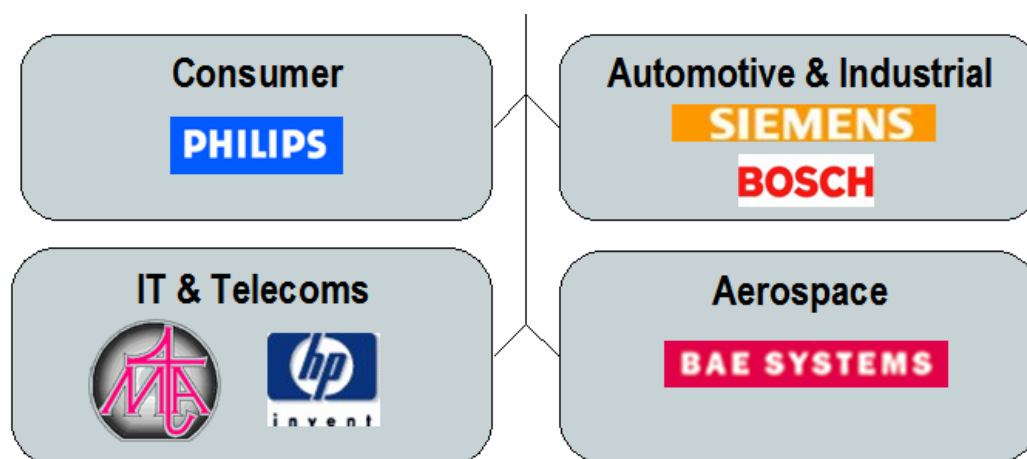 Consumer
PHILIPS
Automotive & Industrial
SIEMENS
BOSCH
IT & Telecoms
hp
invent
Aerospace
BAE SYSTEMS